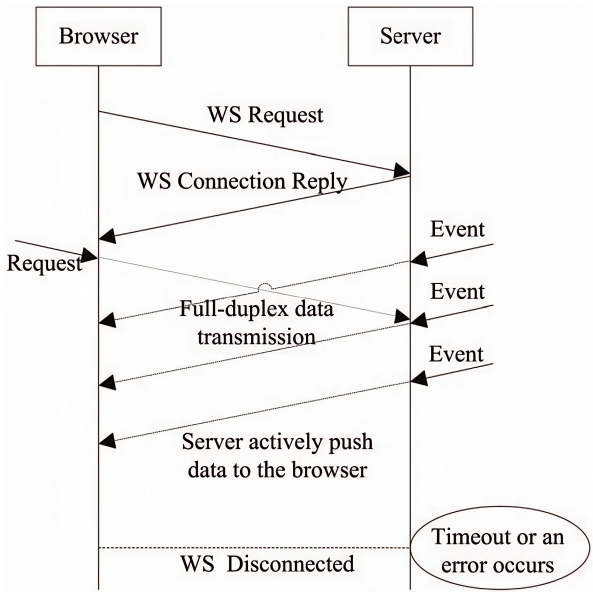 Browser
Server
WS Request
WS Connection Reply
Event
Request
Event
Full-duplex data
transmission
Event
Server actively push
data to the browser
Timeout or an
error occurs
WS Disconnected